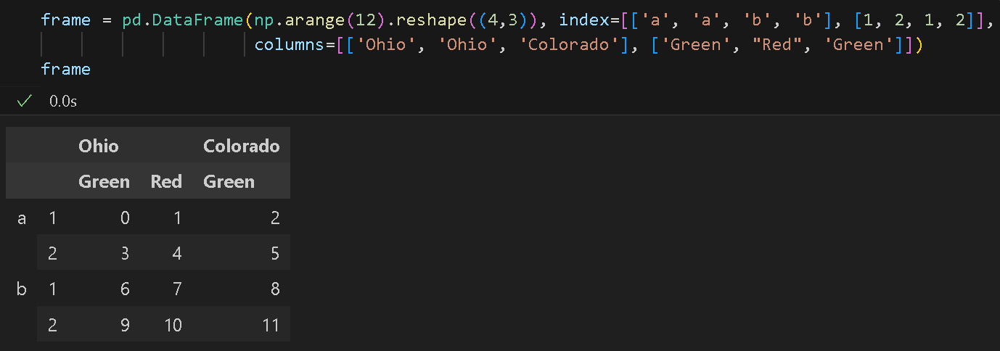 frame = pd.DataFrame(np.arange(12).reshape((4,3)), index=[['a', 'a', 'b', 'b'], [1, 2, 1, 2]],
columns=[['Ohio', 'Ohio', 'Colorado'], ['Green', "Red", 'Green']])
frame
0.0s
Ohio Colorado
Green Red Green
a 1 0 1 2
2 3 4 5
b 1 6 7 8
2 9 10 11